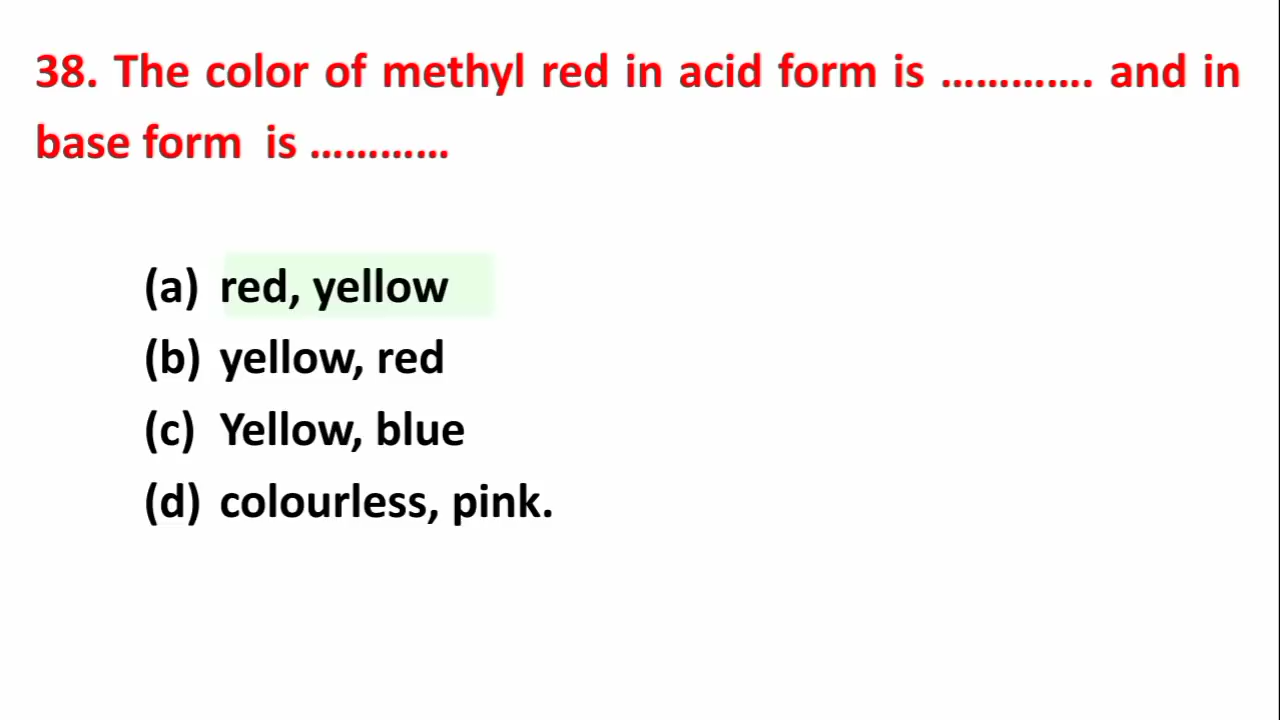 38. The color of methyl red in acid form is …………. and in
base form is …………
(a) red, yellow
(b) yellow, red
(c) Yellow, blue
(d) colourless, pink.